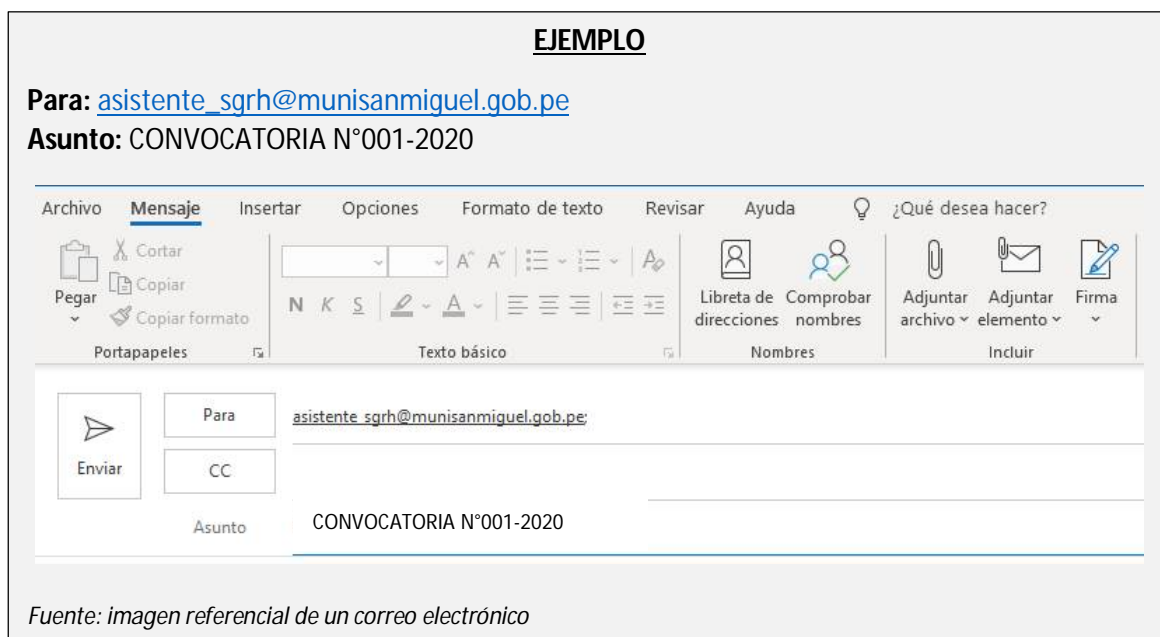 EJEMPLO
Para: asistente_sgrh@munisanmiguel.gob.pe
Asunto: CONVOCATORIA N°001-2020
Archivo Mensaje Insertar Opciones Formato de texto Revisar Ayuda ¿Qué desea hacer?
Pegar
Cortar
Copiar
Copiar formato
Portapapeles
N K S A
Texto básico
Libreta de direcciones
Comprobar nombres
Nombres
Adjuntar archivo
Adjuntar elemento
Firma
Incluir
Enviar
Para asistente_sgrh@munisanmiguel.gob.pe;
CC
Asunto CONVOCATORIA N°001-2020
Fuente: imagen referencial de un correo electrónico